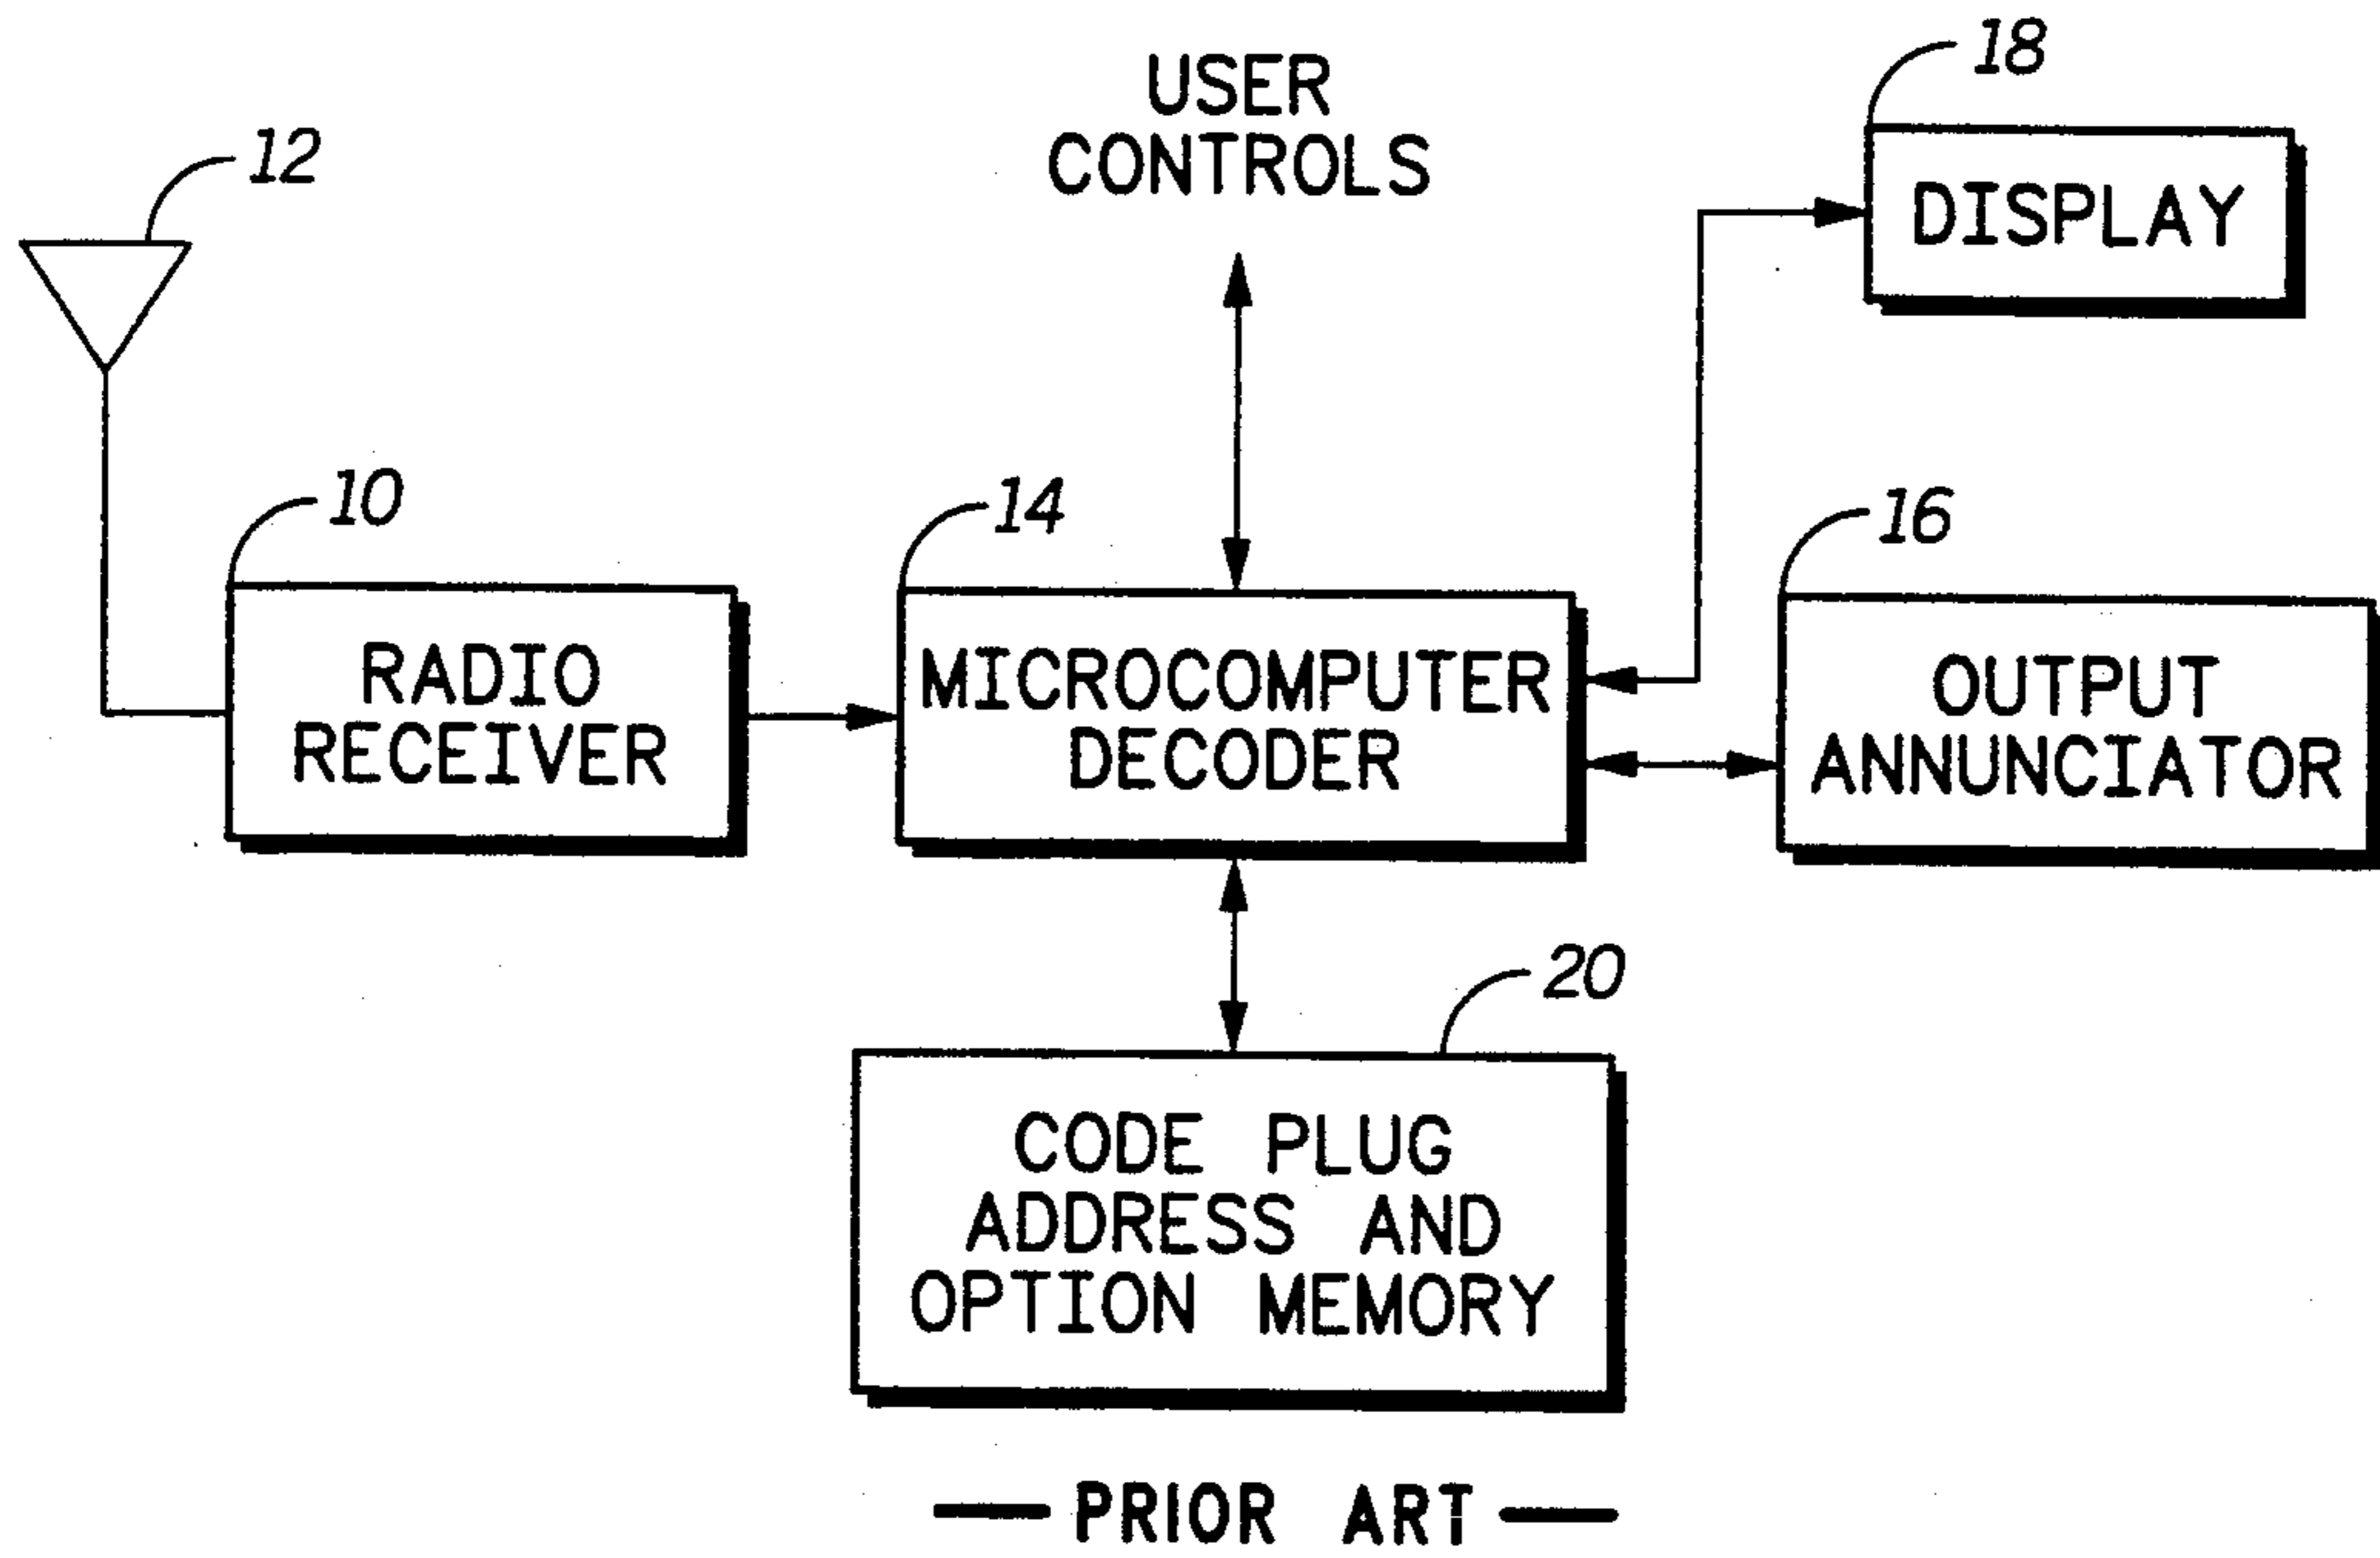 USER
CONTROLS
18
12
DISPLAY
10
14
16
RADIO
RECEIVER
MICROCOMPUTER
DECODER
OUTPUT
ANNUNCIATOR
20
CODE PLUG
ADDRESS AND
OPTION MEMORY
PRIOR ART